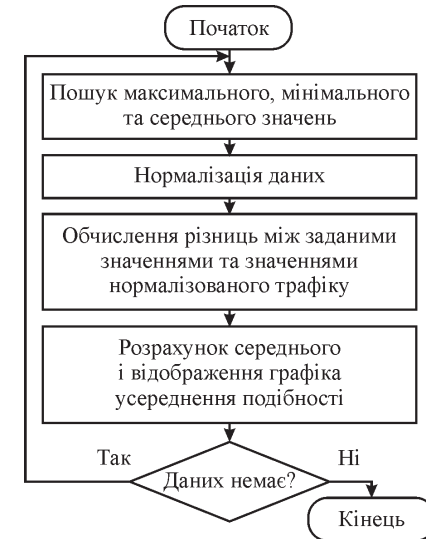 Початок
Пошук максимального, мінімального
та середнього значень
Нормалізація даних
Обчислення різниць між заданими
значеннями та значеннями
нормалізованого трафіку
Розрахунок середнього
і відображення графіка
усереднення подібності
Так
Ні
Даних немає?
Кінець